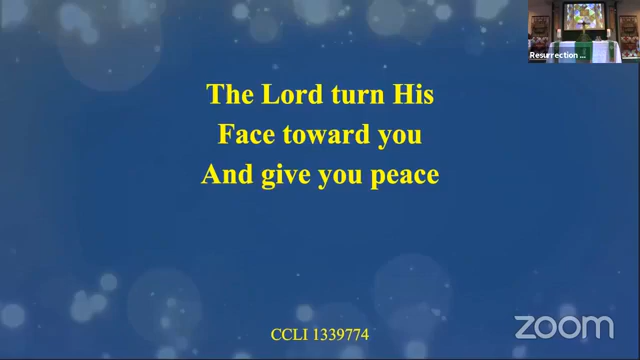 Resurrection ...
The Lord turn His
Face toward you
And give you peace
CCLI 1339774
zoom